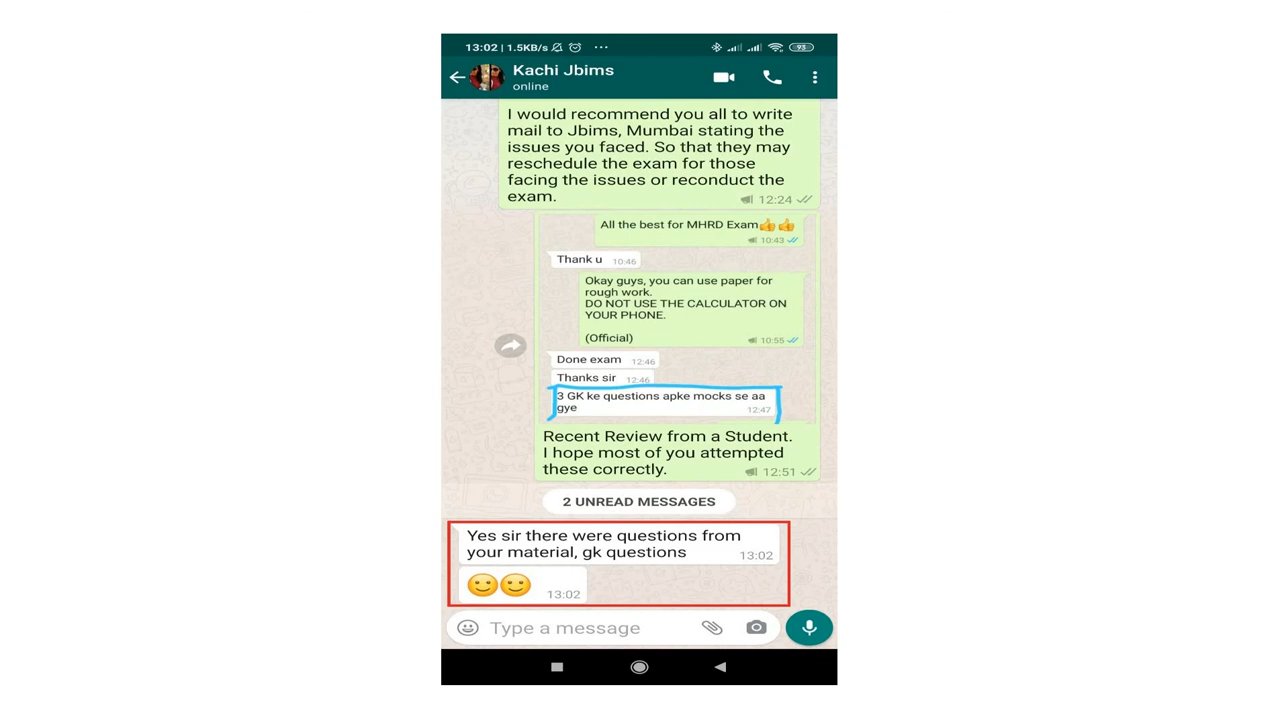 13:02 | 1.5KB/s ...
93
Kachi Jbims
online
I would recommend you all to write
mail to Jbims, Mumbai stating the
issues you faced. So that they may
reschedule the exam for those
facing the issues or reconduct the
exam.
12:24
All the best for MHRD Exam👍👍
10:43
Thank u 10:46
Okay guys, you can use paper for
rough work.
DO NOT USE THE CALCULATOR ON
YOUR PHONE.
(Official)
10:55
Done exam 12:46
Thanks sir 12:46
3 GK ke questions apke mocks se aa
gye
12:47
Recent Review from a Student.
I hope most of you attempted
these correctly.
12:51
2 UNREAD MESSAGES
Yes sir there were questions from
your material, gk questions
13:02
🙂🙂
13:02
Type a message